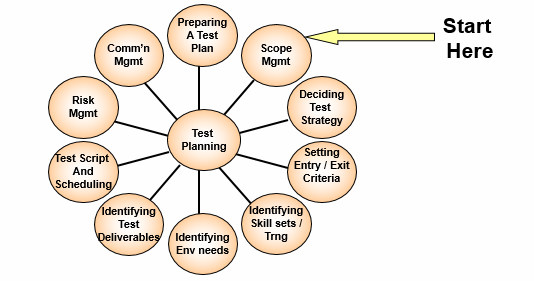 Start
Here
Preparing
A Test
Plan
Scope
Mgmt
Deciding
Test
Strategy
Setting
Entry / Exit
Criteria
Identifying
Skill sets /
Trng
Identifying
Env needs
Identifying
Test
Deliverables
Test Script
And
Scheduling
Risk
Mgmt
Comm'n
Mgmt
Test
Planning